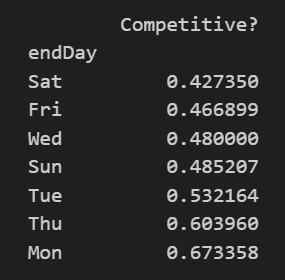 Competitive?
endDay
Sat 0.427350
Fri 0.466899
Wed 0.480000
Sun 0.485207
Tue 0.532164
Thu 0.603960
Mon 0.673358